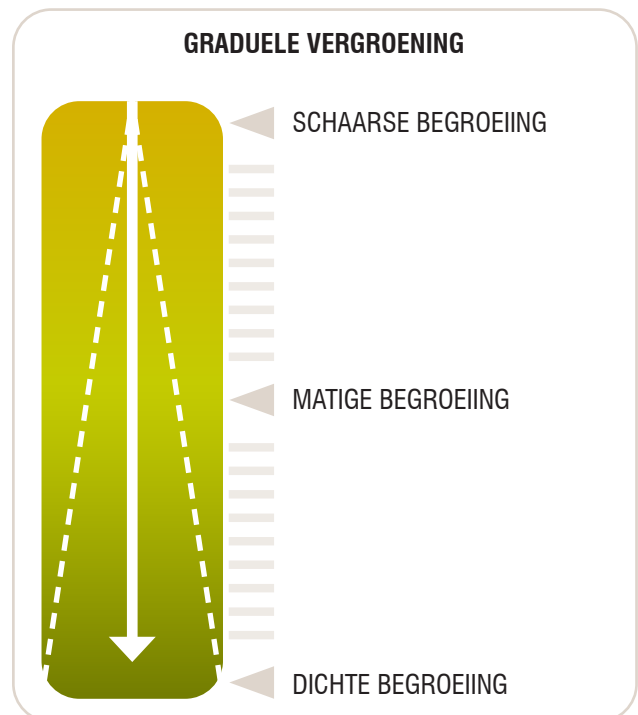 GRADUELE VERGROENING
SCHAARSE BEGROEIING
MATIGE BEGROEIING
DICHTE BEGROEIING